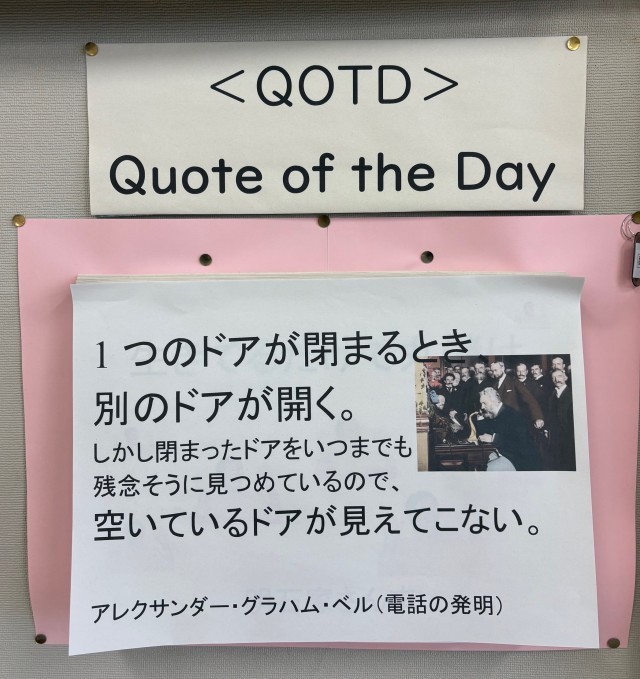 ＜QOTD＞
Quote of the Day
1つのドアが閉まるとき、
別のドアが開く。
しかし閉まったドアをいつまでも
残念そうに見つめているので、
空いているドアが見えてこない。
アレクサンダー・グラハム・ベル（電話の発明）